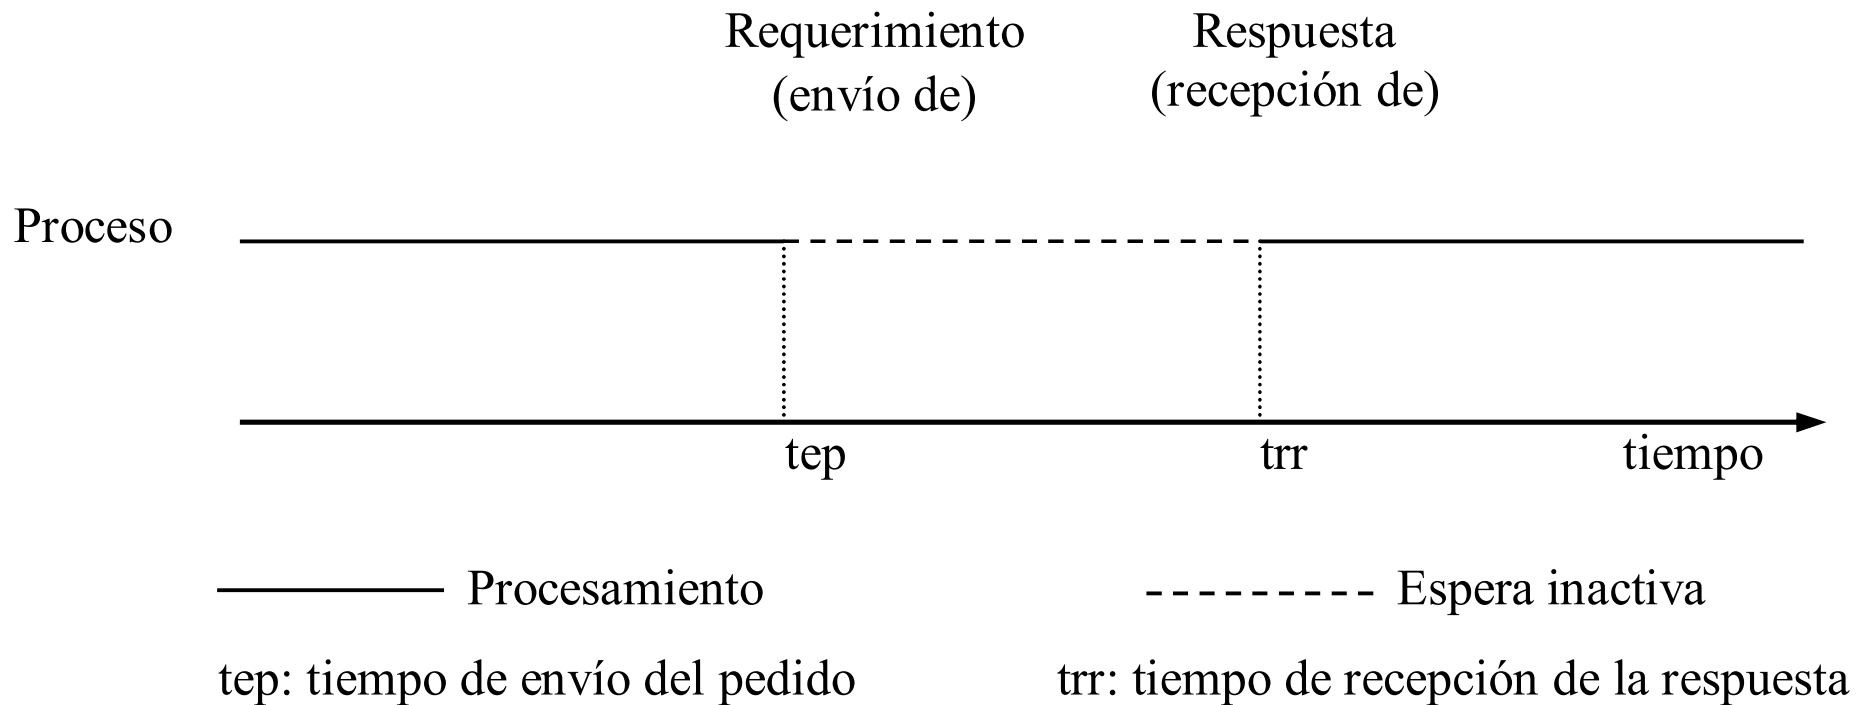 Requerimiento
(envío de)
Respuesta
(recepción de)
Proceso
tep
trr
tiempo
Procesamiento
Espera inactiva
tep: tiempo de envío del pedido
trr: tiempo de recepción de la respuesta